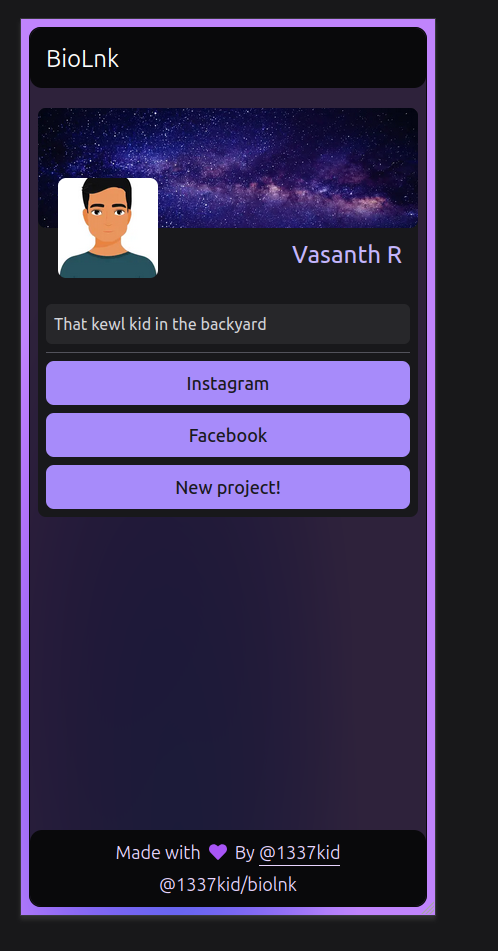 BioLnk
Vasanth R
That kewl kid in the backyard
Instagram
Facebook
New project!
Made with 💜 By @1337kid
@1337kid/biolnk